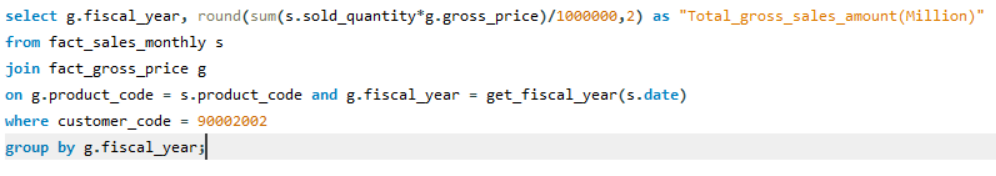 select g.fiscal_year, round(sum(s.sold_quantity*g.gross_price)/1000000,2) as "Total_gross_sales_amount(Million)"
from fact_sales_monthly s
join fact_gross_price g
on g.product_code = s.product_code and g.fiscal_year = get_fiscal_year(s.date)
where customer_code = 90002002
group by g.fiscal_year;